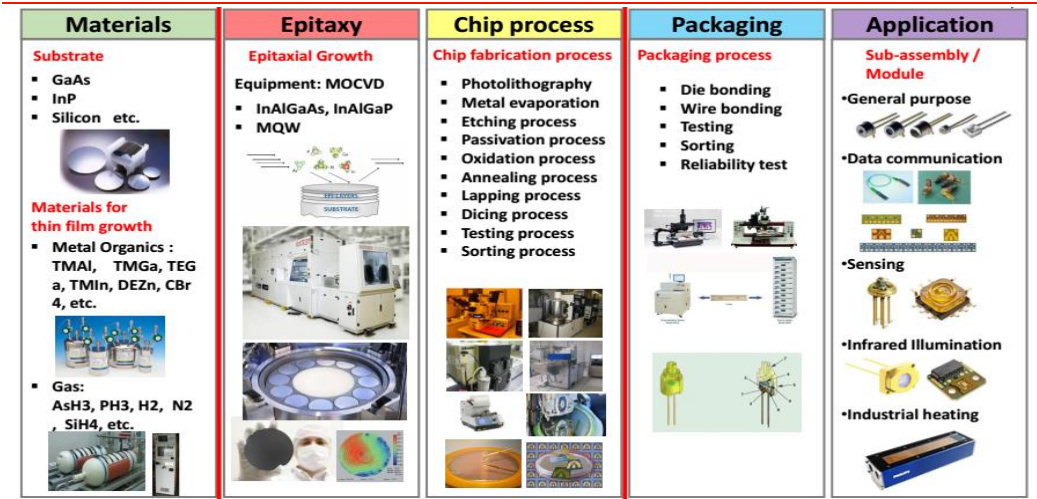 Materials
Substrate
▪ GaAs
▪ InP
▪ Silicon etc.
Materials for
thin film growth
▪ Metal Organics :
TMAl, TMGa, TEG
a, TMIn, DEZn, CBr
4, etc.
▪ Gas:
AsH3, PH3, H2, N2
, SiH4, etc.
Epitaxy
Epitaxial Growth
Equipment: MOCVD
▪ InAlGaAs, InAlGaP
▪ MQW
EPI LAYERS
SUBSTRATE
Chip process
Chip fabrication process
▪ Photolithography
▪ Metal evaporation
▪ Etching process
▪ Passivation process
▪ Oxidation process
▪ Annealing process
▪ Lapping process
▪ Dicing process
▪ Testing process
▪ Sorting process
Packaging
Packaging process
▪ Die bonding
▪ Wire bonding
▪ Testing
▪ Sorting
▪ Reliability test
Application
Sub-assembly /
Module
•General purpose
•Data communication
•Sensing
•Infrared Illumination
•Industrial heating